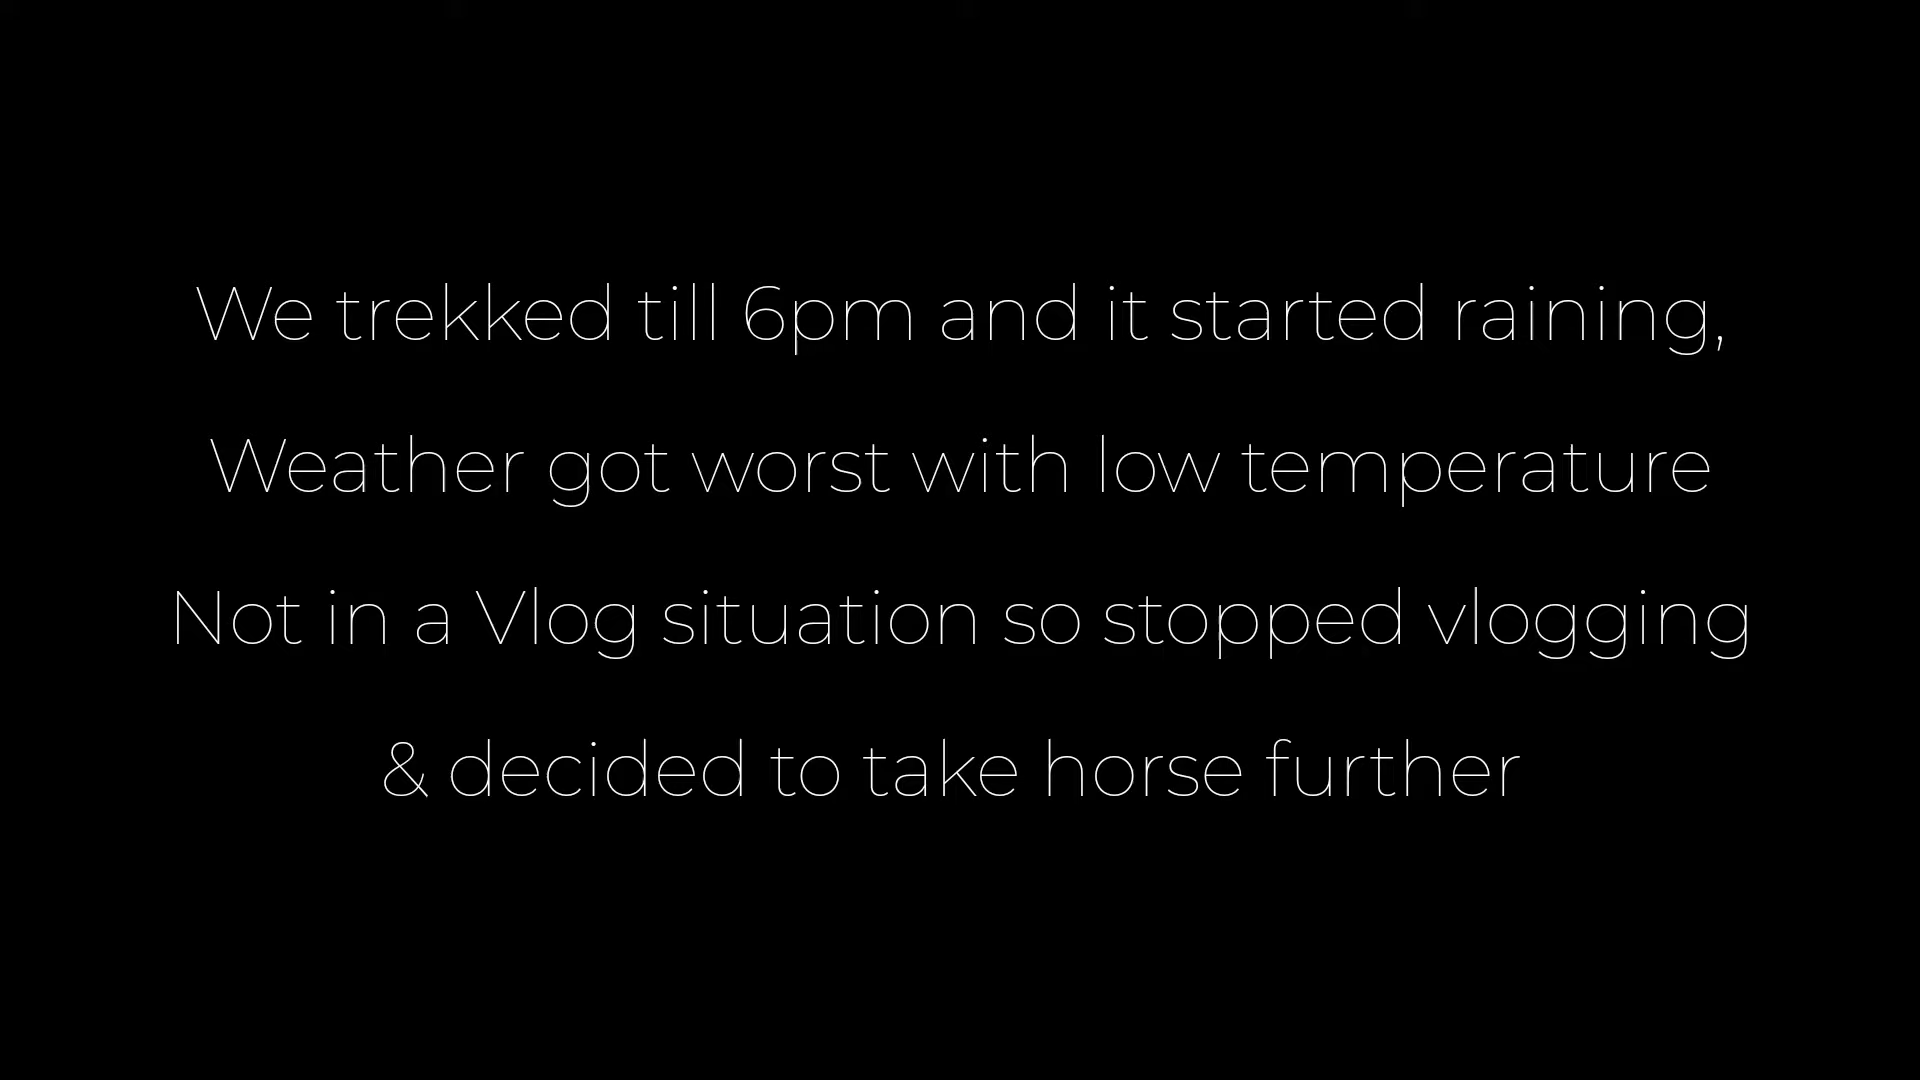 We trekked till 6pm and it started raining,
Weather got worst with low temperature
Not in a Vlog situation so stopped vlogging
& decided to take horse further